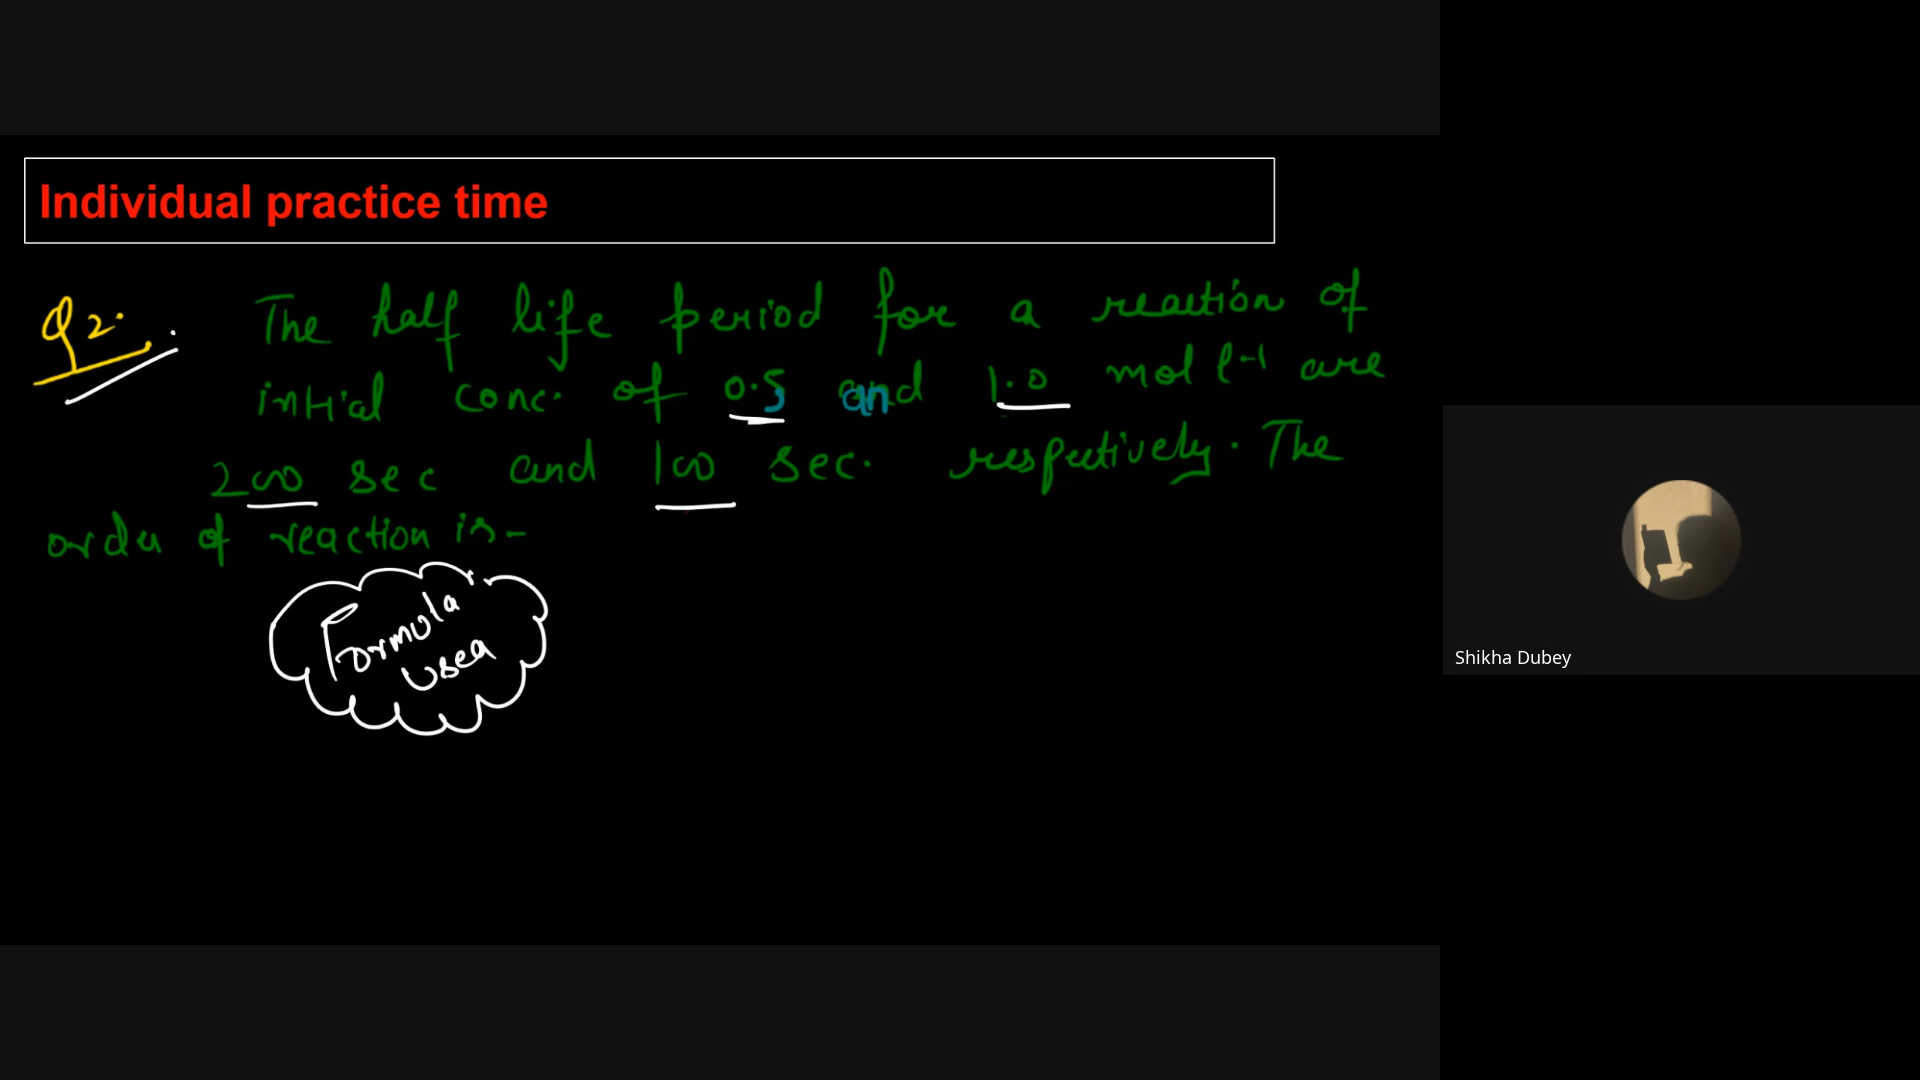 Individual practice time
Q2. The half life period for a reaction of
initial conc. of 0.5 and 1.0 mol l-1 are
200 sec and 100 sec. respectively. The
order of reaction is-
Formula
Used
Shikha Dubey